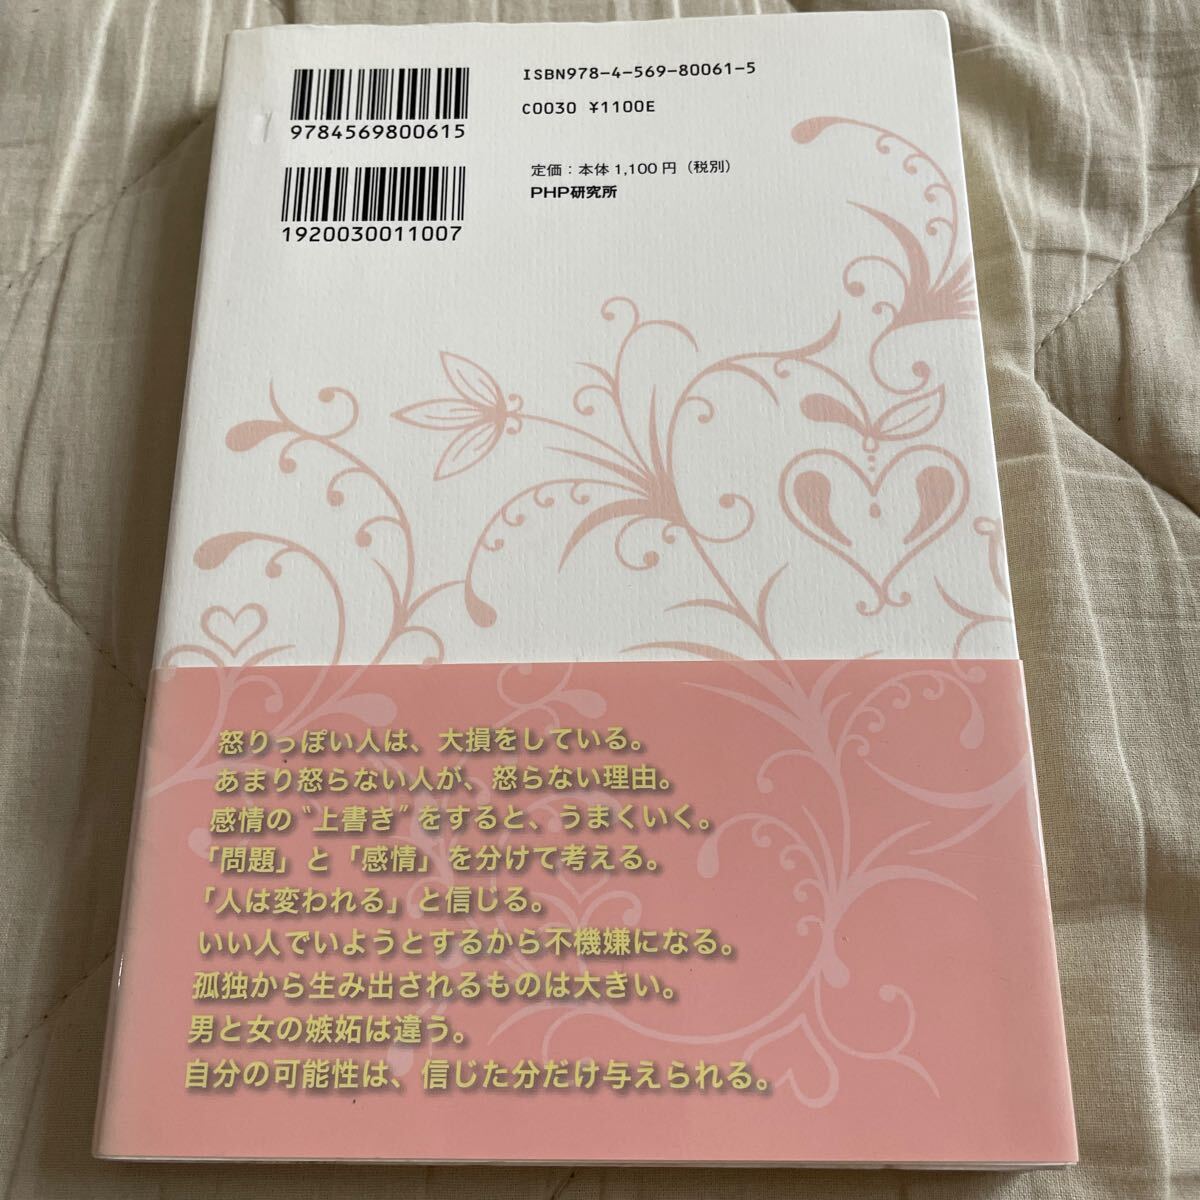 ISBN978-4-569-80061-5
C0030 ¥1100E
9784569800615
定価：本体1,100円（税別）
PHP研究所
1920030011007
怒りっぽい人は、大損をしている。
あまり怒らない人が、怒らない理由。
感情の〝上書き〟をすると、うまくいく。
「問題」と「感情」を分けて考える。
「人は変われる」と信じる。
いい人でいようとするから不機嫌になる。
孤独から生み出されるものは大きい。
男と女の嫉妬は違う。
自分の可能性は、信じた分だけ与えられる。